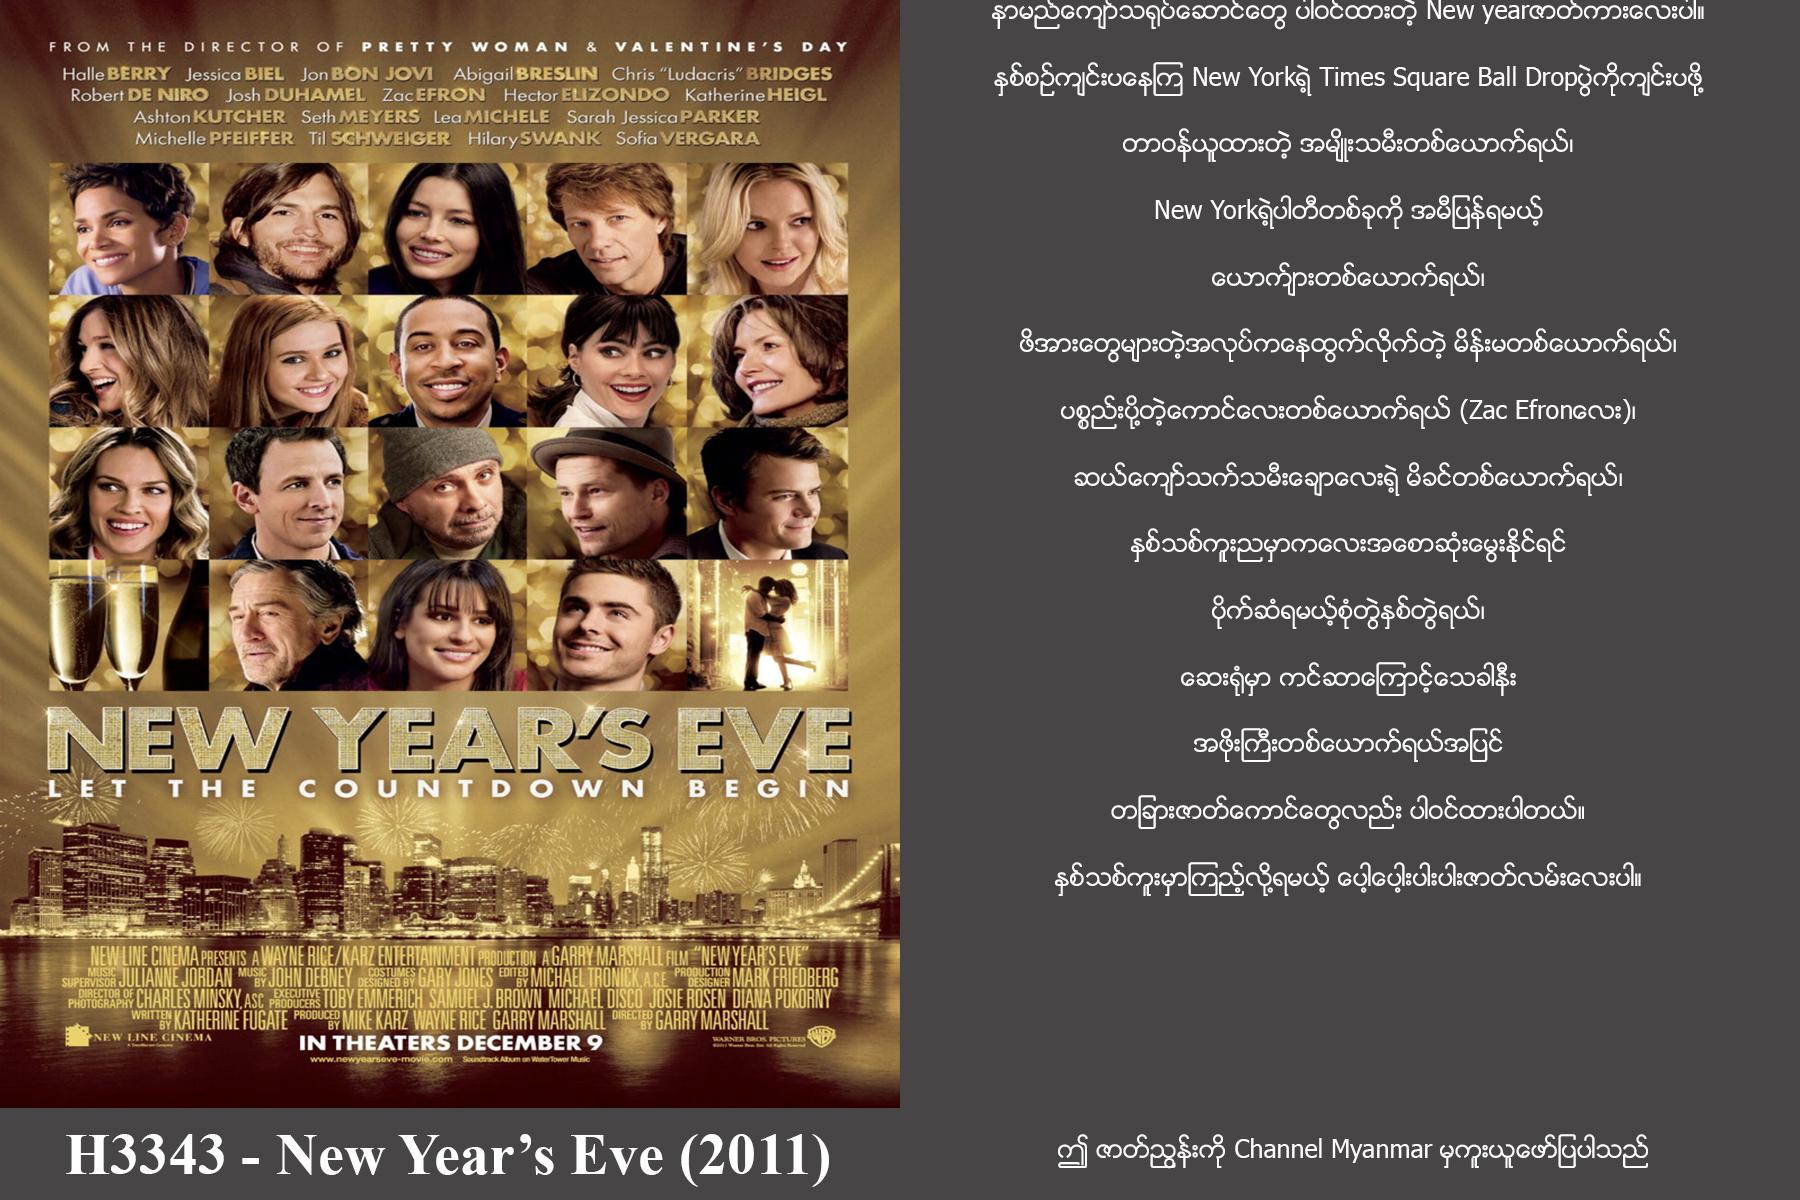 FROM THE DIRECTOR OF PRETTY WOMAN & VALENTINE'S DAY
Halle BERRY Jessica BIEL Jon BON JOVI Abigail BRESLIN Chris "Ludacris" BRIDGES
Robert DE NIRO Josh DUHAMEL Zac EFRON Hector ELIZONDO Katherine HEIGL
Ashton KUTCHER Seth MEYERS Lea MICHELE Sarah Jessica PARKER
Michelle PFEIFFER Til SCHWEIGER Hilary SWANK Sofia VERGARA
NEW YEAR'S EVE
LET THE COUNTDOWN BEGIN
NEW LINE CINEMA PRESENTS A WAYNE RICE/KARZ ENTERTAINMENT PRODUCTION A GARRY MARSHALL FILM "NEW YEAR'S EVE"
MUSIC SUPERVISOR JULIANNE JORDAN MUSIC BY JOHN DEBNEY COSTUMES DESIGNED BY GARY JONES EDITED BY MICHAEL TRONICK, A.C.E. PRODUCTION DESIGNER MARK FRIEDBERG
DIRECTOR OF PHOTOGRAPHY CHARLES MINSKY, ASC EXECUTIVE PRODUCERS TOBY EMMERICH SAMUEL J. BROWN MICHAEL DISCO JOSIE ROSEN DIANA POKORNY
WRITTEN BY KATHERINE FUGATE PRODUCED BY MIKE KARZ WAYNE RICE GARRY MARSHALL DIRECTED BY GARRY MARSHALL
NEW LINE CINEMA
IN THEATERS DECEMBER 9
WARNER BROS. PICTURES
www.newyearseve-movie.com Soundtrack Album on WaterTower Music
H3343 - New Year's Eve (2011)
နာမည်ကျော်သရုပ်ဆောင်တွေ ပါဝင်ထားတဲ့ New yearဇာတ်ကားလေးပါ။
နှစ်စဉ်ကျင်းပနေကြ New Yorkရဲ့ Times Square Ball Dropပွဲကိုကျင်းပဖို့
တာဝန်ယူထားတဲ့ အမျိုးသမီးတစ်ယောက်ရယ်၊
New Yorkရဲ့ပါတီတစ်ခုကို အမီပြန်ရမယ့်
ယောက်ျားတစ်ယောက်ရယ်၊
ဖိအားတွေများတဲ့အလုပ်ကနေထွက်လိုက်တဲ့ မိန်းမတစ်ယောက်ရယ်၊
ပစ္စည်းပို့တဲ့ကောင်လေးတစ်ယောက်ရယ် (Zac Efronလေး)၊
ဆယ်ကျော်သက်သမီးချောလေးရဲ့ မိခင်တစ်ယောက်ရယ်၊
နှစ်သစ်ကူးညမှာကလေးအစောဆုံးမွေးနိုင်ရင်
ပိုက်ဆံရမယ့်စုံတွဲနှစ်တွဲရယ်၊
ဆေးရုံမှာ ကင်ဆာကြောင့်သေခါနီး
အဖိုးကြီးတစ်ယောက်ရယ်အပြင်
တခြားဇာတ်ကောင်တွေလည်း ပါဝင်ထားပါတယ်။
နှစ်သစ်ကူးမှာကြည့်လို့ရမယ့် ပေါ့ပေါ့ပါးပါးဇာတ်လမ်းလေးပါ။
ဤ ဇာတ်ညွှန်းကို Channel Myanmar မှကူးယူဖော်ပြပါသည်